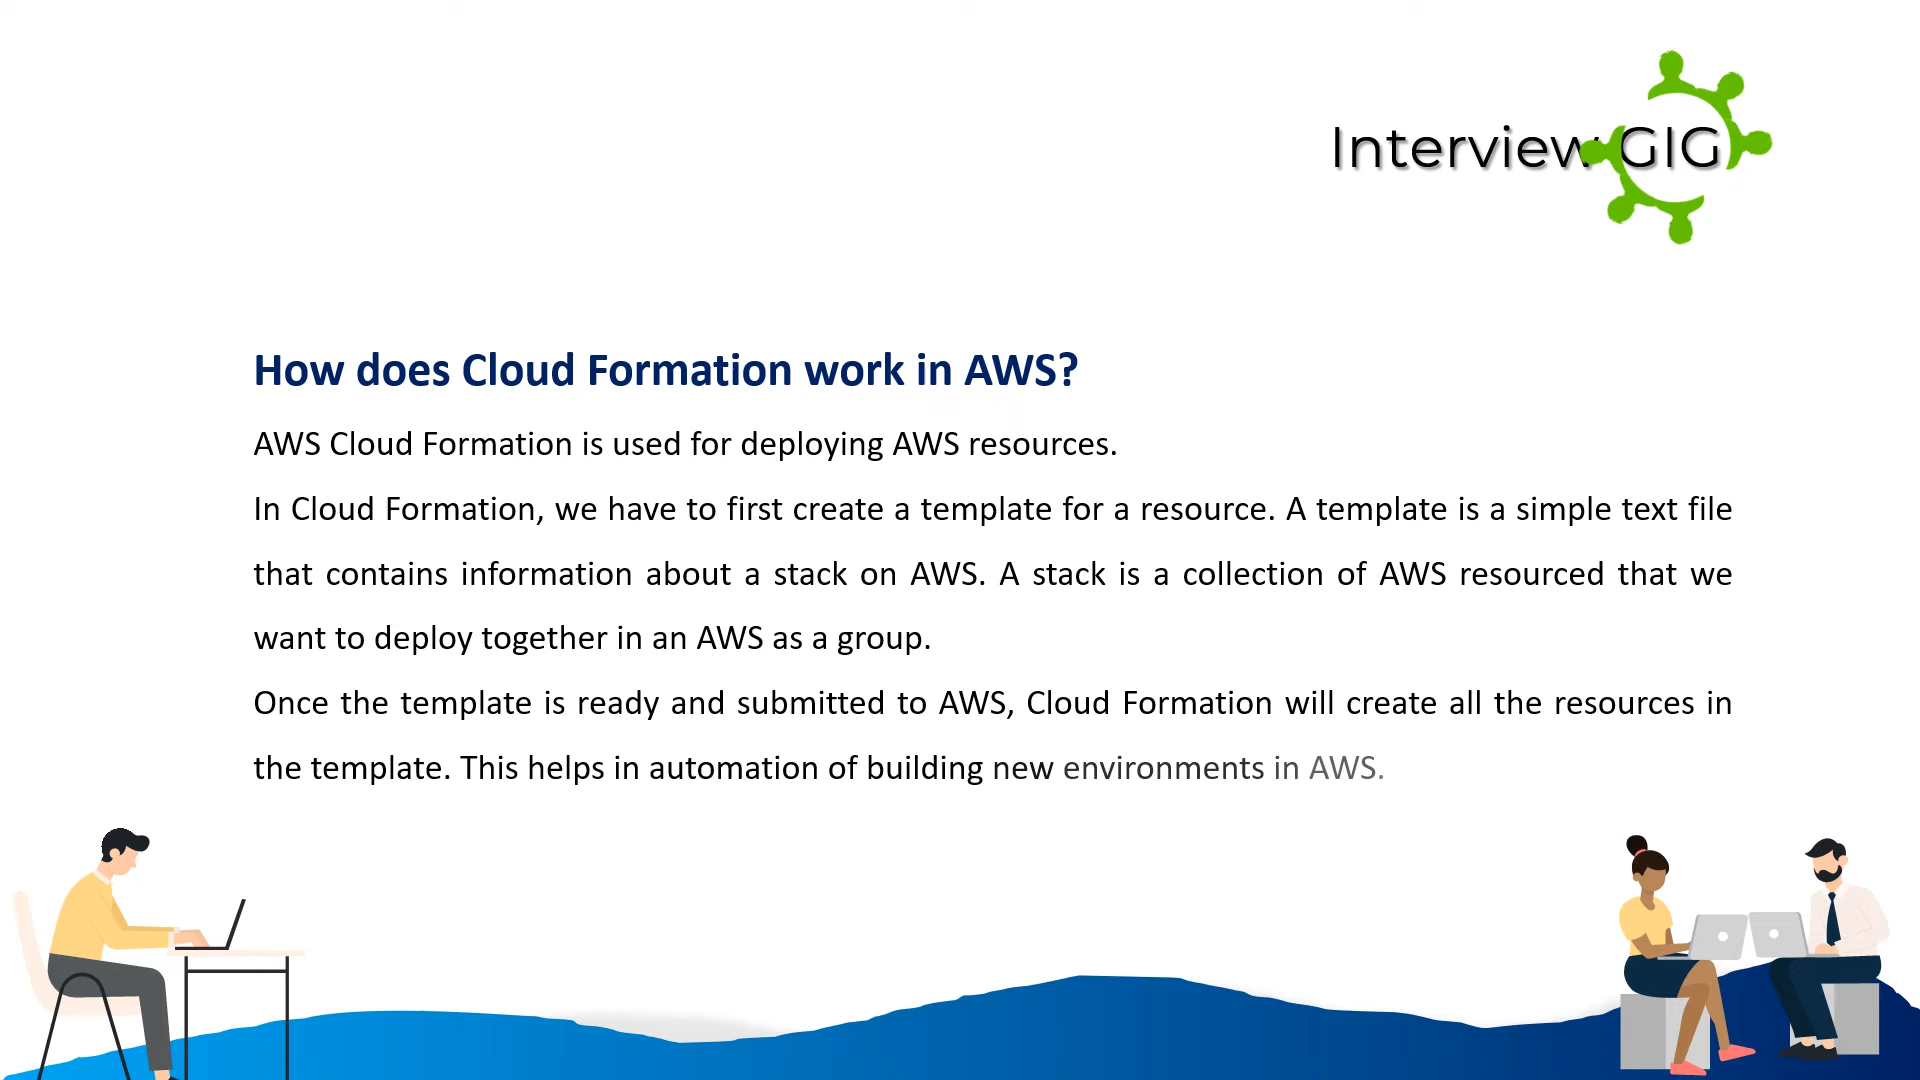 Interview GIG
How does Cloud Formation work in AWS?
AWS Cloud Formation is used for deploying AWS resources.
In Cloud Formation, we have to first create a template for a resource. A template is a simple text file
that contains information about a stack on AWS. A stack is a collection of AWS resourced that we
want to deploy together in an AWS as a group.
Once the template is ready and submitted to AWS, Cloud Formation will create all the resources in
the template. This helps in automation of building new environments in AWS.